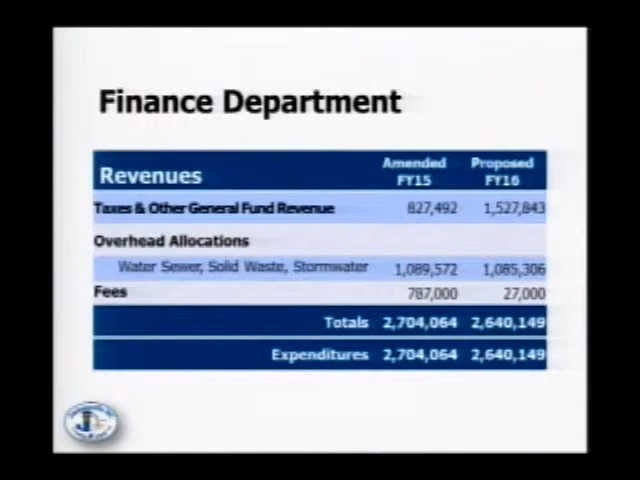 Finance Department
Revenues Amended FY15 Proposed FY16
Taxes & Other General Fund Revenue 827,492 1,527,843
Overhead Allocations
Water Sewer, Solid Waste, Stormwater 1,089,572 1,085,306
Fees 787,000 27,000
Totals 2,704,064 2,640,149
Expenditures 2,704,064 2,640,149